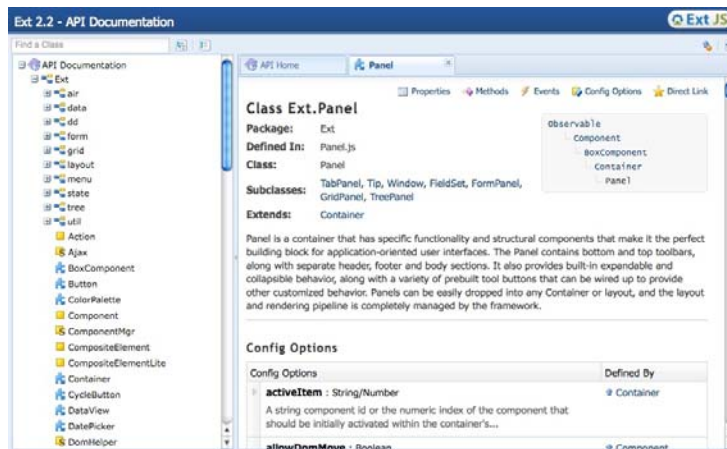 Ext 2.2 - API Documentation
Ext JS
Find a Class
API Documentation
Ext
air
data
dd
form
grid
layout
menu
state
tree
util
Action
Ajax
BoxComponent
Button
ColorPalette
Component
ComponentMgr
CompositeElement
CompositeElementLite
Container
CycleButton
DataView
DatePicker
DomHelper
API Home
Panel
Properties Methods Events Config Options Direct Link
Class Ext.Panel
Package: Ext
Defined In: Panel.js
Class: Panel
Subclasses: TabPanel, Tip, Window, FieldSet, FormPanel,
GridPanel, TreePanel
Extends: Container
Observable
Component
BoxComponent
Container
Panel
Panel is a container that has specific functionality and structural components that make it the perfect
building block for application-oriented user interfaces. The Panel contains bottom and top toolbars,
along with separate header, footer and body sections. It also provides built-in expandable and
collapsible behavior, along with a variety of prebuilt tool buttons that can be wired up to provide
other customized behavior. Panels can be easily dropped into any Container or layout, and the layout
and rendering pipeline is completely managed by the framework.
Config Options
Config Options Defined By
activeItem : String/Number Container
A string component id or the numeric index of the component that
should be initially activated within the container's...
allowDomMove : Boolean Component